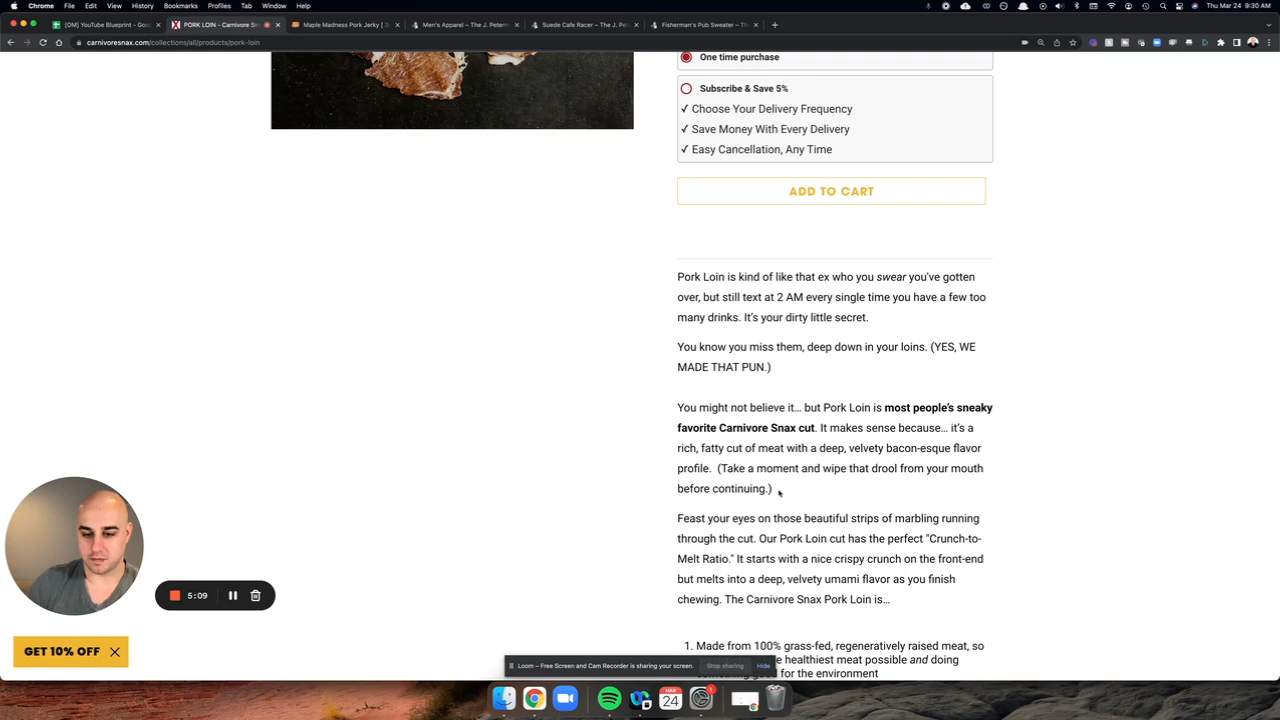 Chrome File Edit View History Bookmarks Profiles Tab Window Help
Thu Mar 24 9:30 AM
[OM] YouTube Blueprint - Goo
PORK LOIN – Carnivore Sn
Maple Madness Pork Jerky [
Men's Apparel – The J. Peterm
Suede Cafe Racer – The J. Pet
Fisherman's Pub Sweater – Th
carnivoresnax.com/collections/all/products/pork-loin
One time purchase
Subscribe & Save 5%
✓ Choose Your Delivery Frequency
✓ Save Money With Every Delivery
✓ Easy Cancellation, Any Time
ADD TO CART
Pork Loin is kind of like that ex who you swear you've gotten
over, but still text at 2 AM every single time you have a few too
many drinks. It's your dirty little secret.
You know you miss them, deep down in your loins. (YES, WE
MADE THAT PUN.)
You might not believe it... but Pork Loin is most people's sneaky
favorite Carnivore Snax cut. It makes sense because... it's a
rich, fatty cut of meat with a deep, velvety bacon-esque flavor
profile. (Take a moment and wipe that drool from your mouth
before continuing.)
Feast your eyes on those beautiful strips of marbling running
through the cut. Our Pork Loin cut has the perfect "Crunch-to-
Melt Ratio." It starts with a nice crispy crunch on the front-end
but melts into a deep, velvety umami flavor as you finish
chewing. The Carnivore Snax Pork Loin is...
1. Made from 100% grass-fed, regeneratively raised meat, so
e healthiest meat possible and doing
for the environment
5:09
GET 10% OFF
Loom – Free Screen and Cam Recorder is sharing your screen.
Stop sharing
Hide
MAR
24
1